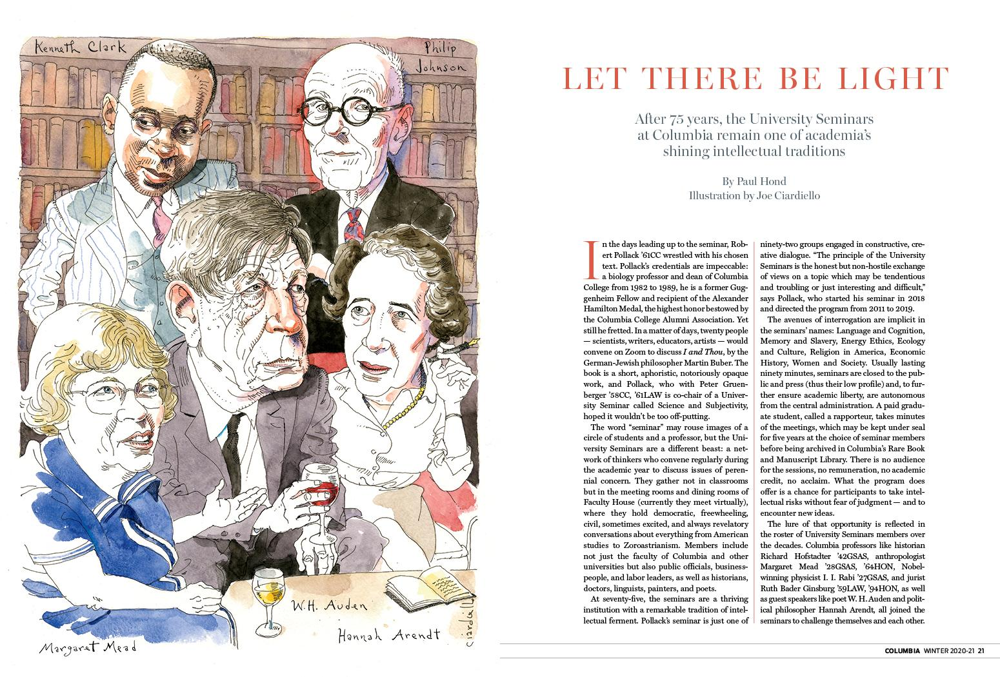 Kenneth Clark
Philip
Johnson
W.H. Auden
Hannah Arendt
Margaret Mead
Ciardiello
LET THERE BE LIGHT
After 75 years, the University Seminars
at Columbia remain one of academia's
shining intellectual traditions
By Paul Hond
Illustration by Joe Ciardiello
In the days leading up to the seminar, Rob-
ert Pollack '61CC wrestled with his chosen
text. Pollack's credentials are impeccable:
a biology professor and dean of Columbia
College from 1982 to 1989, he is a former Gug-
genheim Fellow and recipient of the Alexander
Hamilton Medal, the highest honor bestowed by
the Columbia College Alumni Association. Yet
still he fretted. In a matter of days, twenty people
— scientists, writers, educators, artists — would
convene on Zoom to discuss I and Thou, by the
German-Jewish philosopher Martin Buber. The
book is a short, aphoristic, notoriously opaque
work, and Pollack, who with Peter Gruen-
berger '58CC, '61LAW is co-chair of a Univer-
sity Seminar called Science and Subjectivity,
hoped it wouldn't be too off-putting.
The word “seminar” may rouse images of a
circle of students and a professor, but the Uni-
versity Seminars are a different beast: a net-
work of thinkers who convene regularly during
the academic year to discuss issues of peren-
nial concern. They gather not in classrooms
but in the meeting rooms and dining rooms of
Faculty House (currently they meet virtually),
where they hold democratic, freewheeling,
civil, sometimes excited, and always revelatory
conversations about everything from American
studies to Zoroastrianism. Members include
not just the faculty of Columbia and other
universities but also public officials, business-
people, and labor leaders, as well as historians,
doctors, linguists, painters, and poets.
At seventy-five, the seminars are a thriving
institution with a remarkable tradition of intel-
lectual ferment. Pollack's seminar is just one of
ninety-two groups engaged in constructive, cre-
ative dialogue. “The principle of the University
Seminars is the honest but non-hostile exchange
of views on a topic which may be tendentious
and troubling or just interesting and difficult,”
says Pollack, who started his seminar in 2018
and directed the program from 2011 to 2019.
The avenues of interrogation are implicit in
the seminars' names: Language and Cognition,
Memory and Slavery, Energy Ethics, Ecology
and Culture, Religion in America, Economic
History, Women and Society. Usually lasting
ninety minutes, seminars are closed to the pub-
lic and press (thus their low profile) and, to fur-
ther ensure academic liberty, are autonomous
from the central administration. A paid gradu-
ate student, called a rapporteur, takes minutes
of the meetings, which may be kept under seal
for five years at the choice of seminar members
before being archived in Columbia's Rare Book
and Manuscript Library. There is no audience
for the sessions, no remuneration, no academic
credit, no acclaim. What the program does
offer is a chance for participants to take intel-
lectual risks without fear of judgment — and to
encounter new ideas.
The lure of that opportunity is reflected in
the roster of University Seminars members over
the decades. Columbia professors like historian
Richard Hofstadter '42GSAS, anthropologist
Margaret Mead '28GSAS, '64HON, Nobel-
winning physicist I. I. Rabi '27GSAS, and jurist
Ruth Bader Ginsburg '59LAW, '94HON, as well
as guest speakers like poet W. H. Auden and polit-
ical philosopher Hannah Arendt, all joined the
seminars to challenge themselves and each other.
COLUMBIA WINTER 2020-21 21